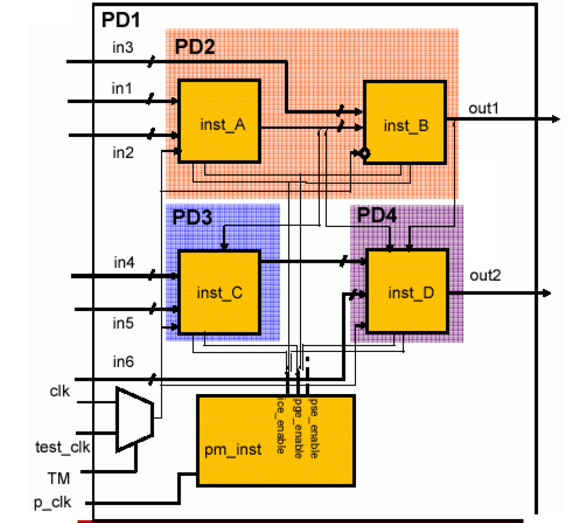 PD1
in3
PD2
in1
inst_A
inst_B
out1
in2
PD3
PD4
in4
inst_C
inst_D
out2
in5
in6
clk
ice_enable
pge_enable
pse_enable
test_clk
pm_inst
TM
p_clk